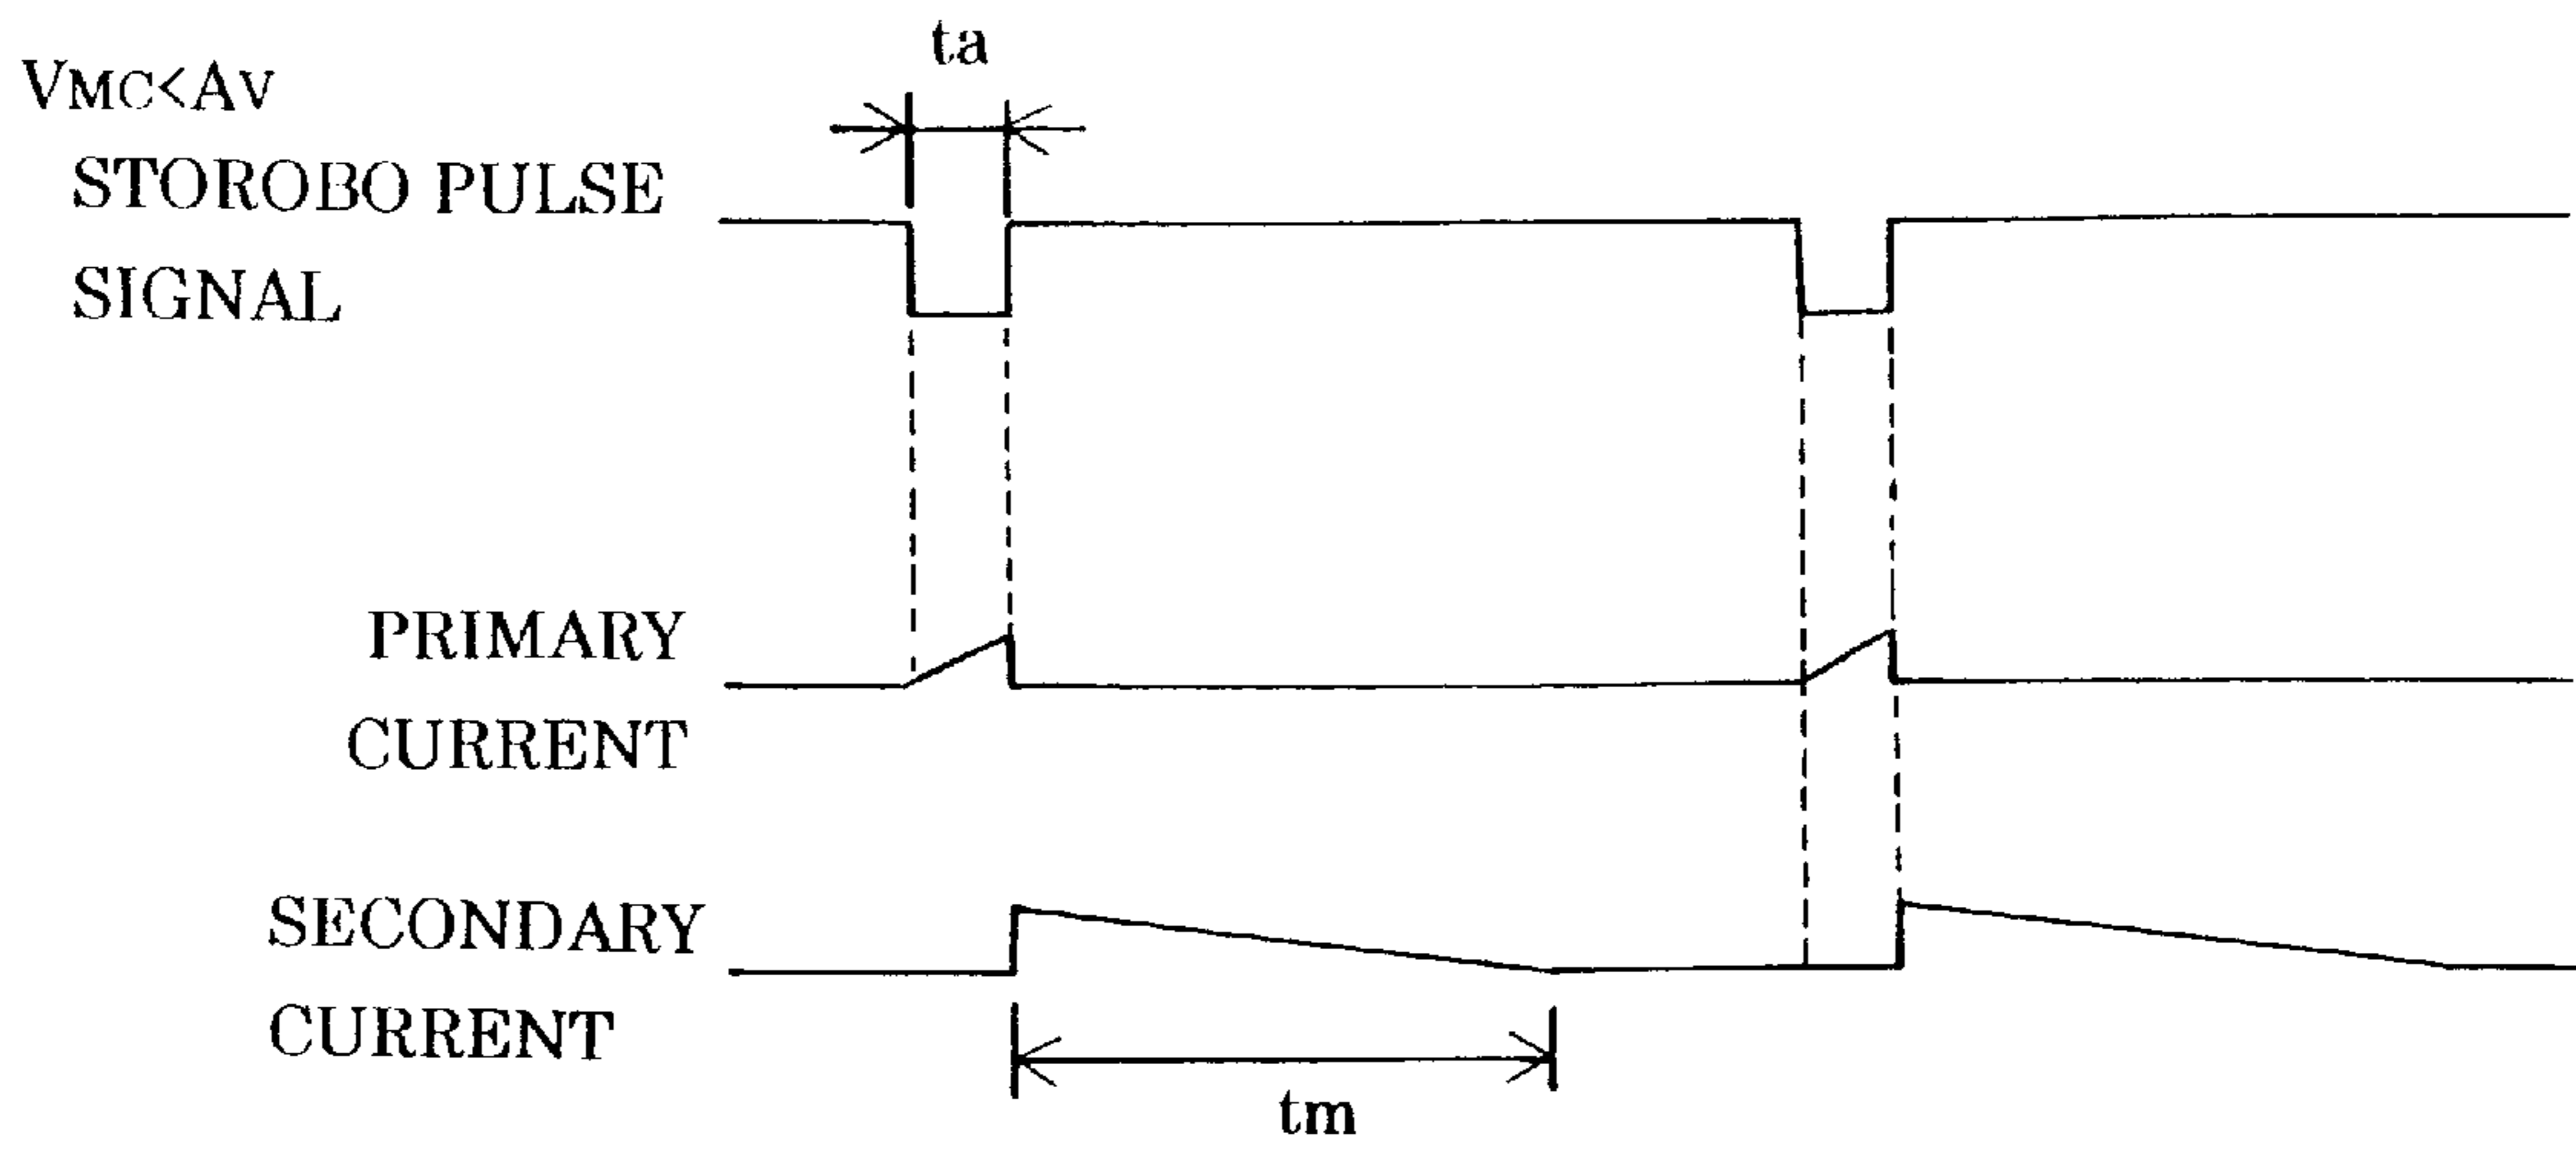 ta
VMC<AV
STOROBO PULSE
SIGNAL
PRIMARY
CURRENT
SECONDARY
CURRENT
tm